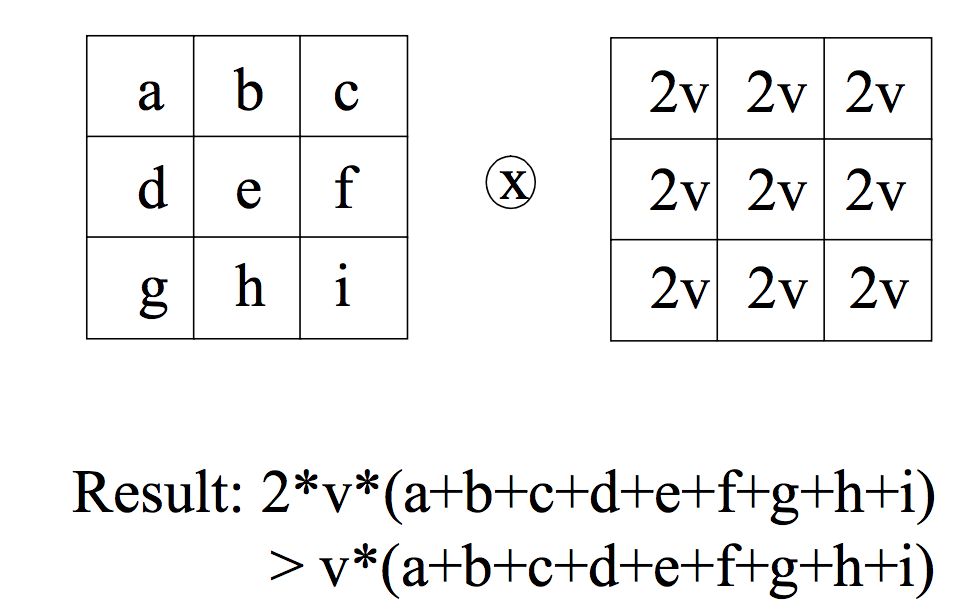 a b c
d e f
g h i
x
2v 2v 2v
2v 2v 2v
2v 2v 2v
Result: 2*v*(a+b+c+d+e+f+g+h+i)
> v*(a+b+c+d+e+f+g+h+i)